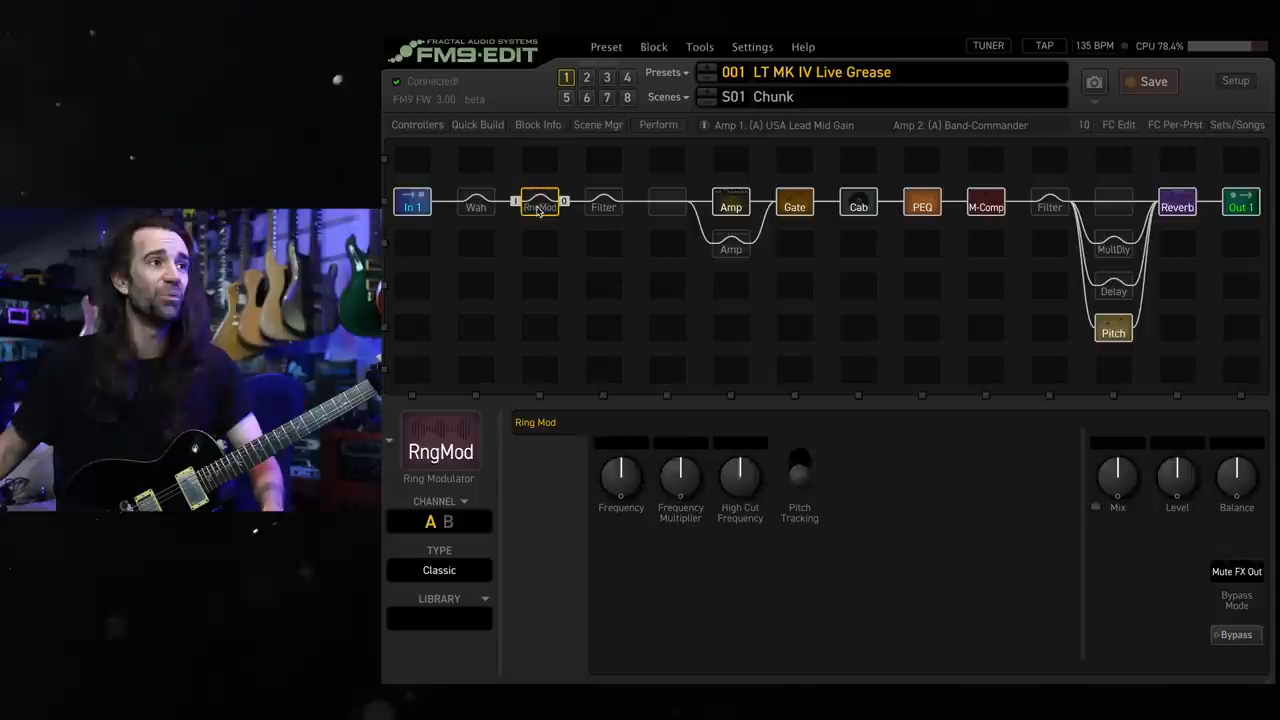 FRACTAL AUDIO SYSTEMS
FM9-EDIT
Preset Block Tools Settings Help
TUNER TAP 135 BPM CPU 78.4%
Connected!
FM9 FW 3.00 beta
1 2 3 4
5 6 7 8
Presets 001 LT MK IV Live Grease
Scenes S01 Chunk
Save
Setup
Controllers Quick Build Block Info Scene Mgr Perform
Amp 1: (A) USA Lead Mid Gain Amp 2: (A) Band-Commander
FC Edit FC Per-Prst Sets/Songs
In 1 Wah RngMod Filter Amp Gate Cab PEQ M-Comp Filter Reverb Out 1
I O
Amp MultDly
Delay
Pitch
RngMod
Ring Modulator
CHANNEL
A B
TYPE
Classic
LIBRARY
Ring Mod
Frequency
Frequency Multiplier
High Cut Frequency
Pitch Tracking
Mix
Level
Balance
Mute FX Out
Bypass Mode
Bypass